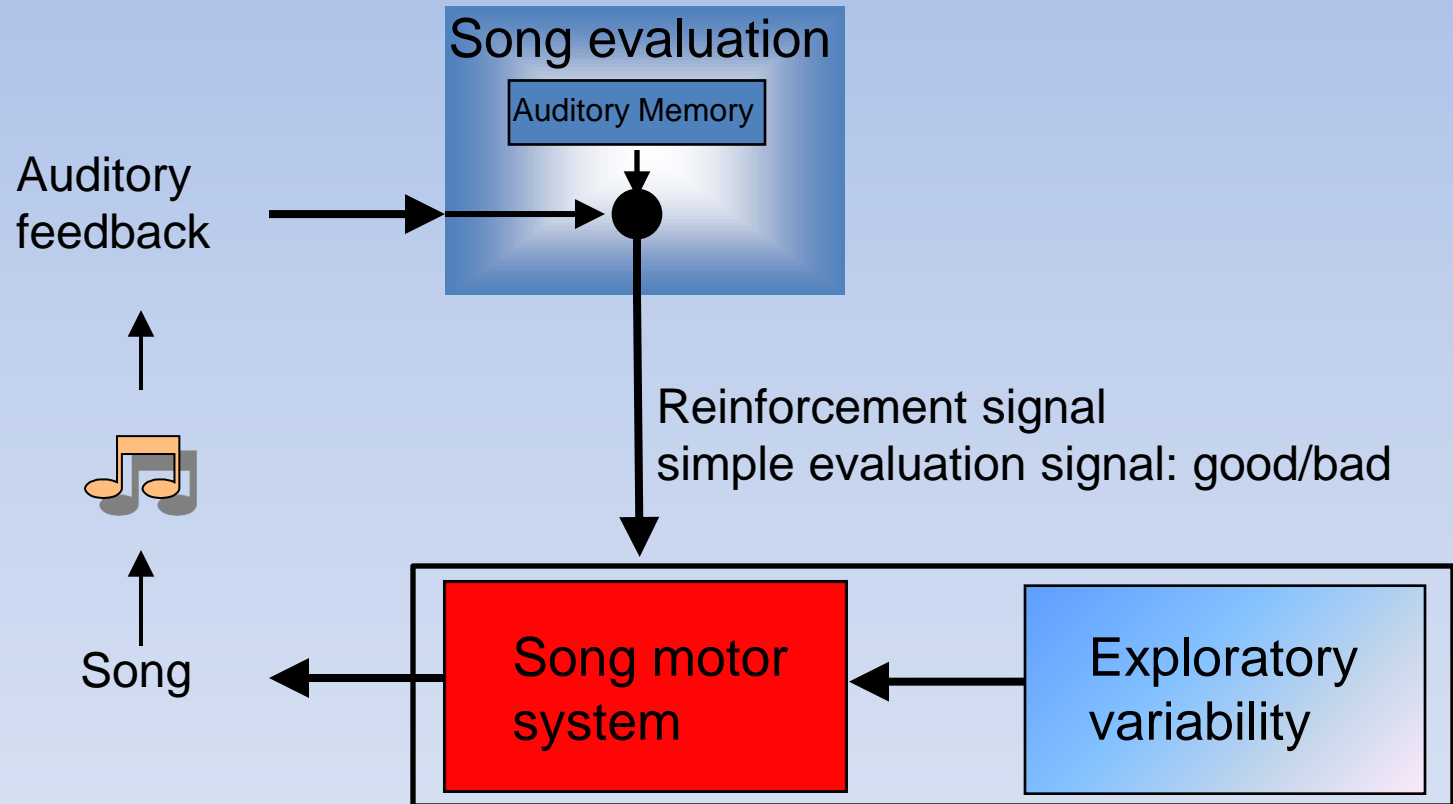 Song evaluation
Auditory Memory
Auditory
feedback
Reinforcement signal
simple evaluation signal: good/bad
Song
Song motor
system
Exploratory
variability